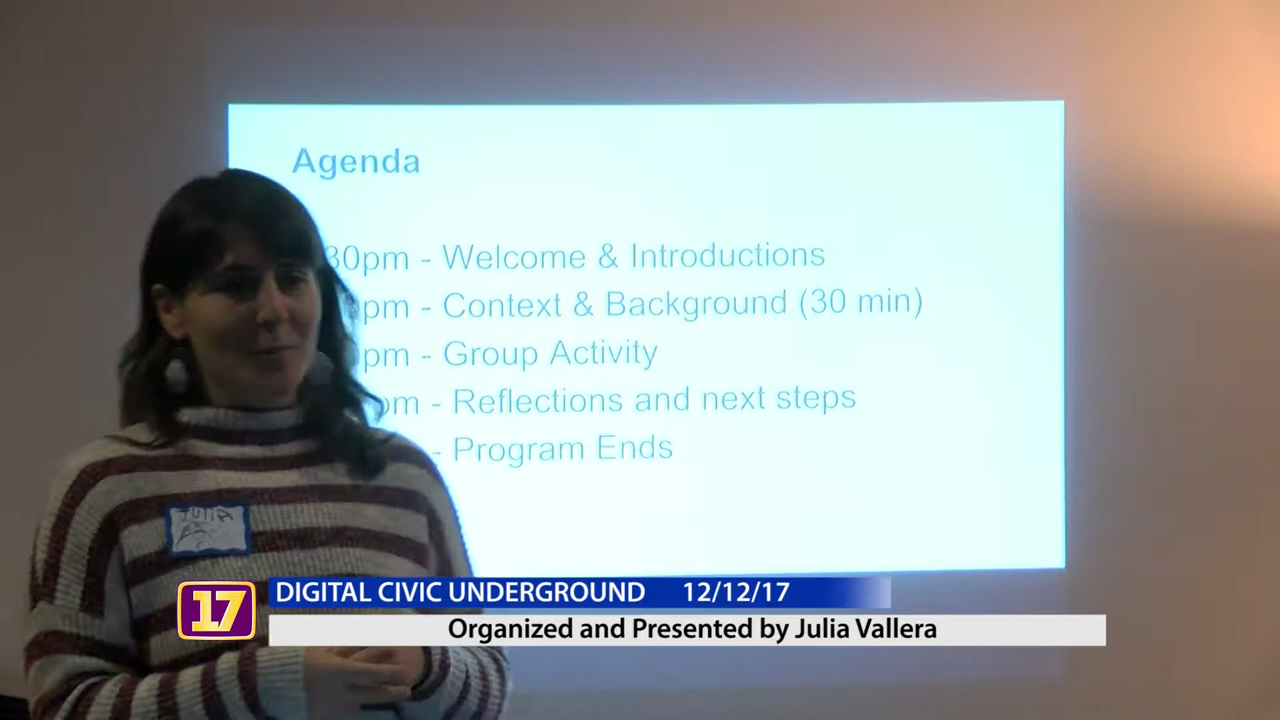 Agenda
30pm - Welcome & Introductions
pm - Context & Background (30 min)
pm - Group Activity
pm - Reflections and next steps
- Program Ends
JULIA
17
DIGITAL CIVIC UNDERGROUND 12/12/17
Organized and Presented by Julia Vallera